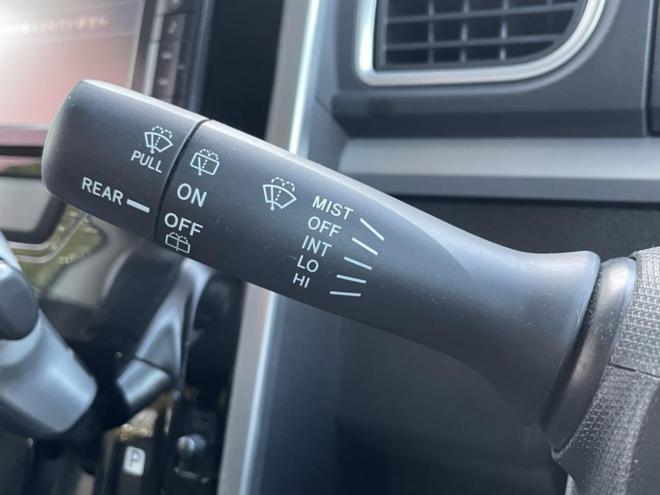 PULL
REAR
ON
OFF
MIST
OFF
INT
LO
HI
P